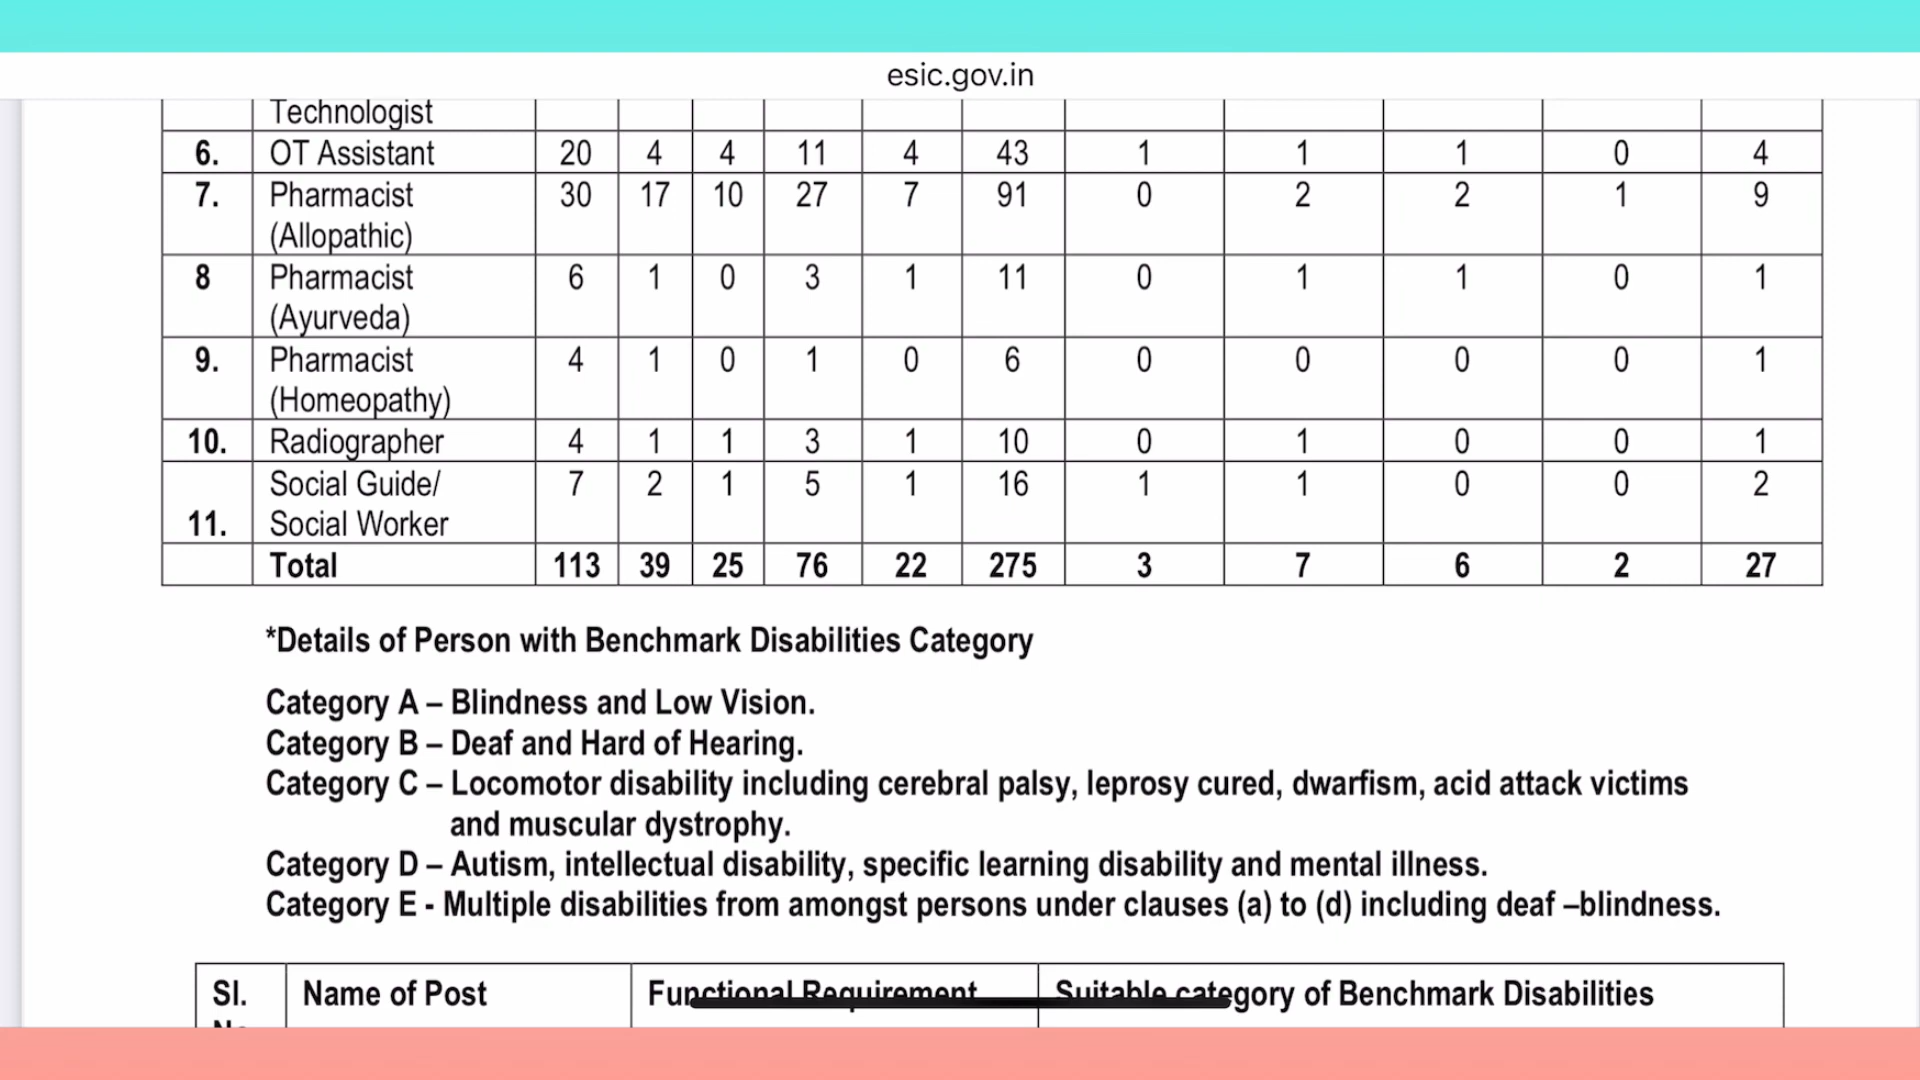 esic.gov.in
Technologist
6. OT Assistant 20 4 4 11 4 43 1 1 1 0 4
7. Pharmacist 30 17 10 27 7 91 0 2 2 1 9
(Allopathic)
8 Pharmacist 6 1 0 3 1 11 0 1 1 0 1
(Ayurveda)
9. Pharmacist 4 1 0 1 0 6 0 0 0 0 1
(Homeopathy)
10. Radiographer 4 1 1 3 1 10 0 1 0 0 1
Social Guide/ 7 2 1 5 1 16 1 1 0 0 2
11. Social Worker
Total 113 39 25 76 22 275 3 7 6 2 27
*Details of Person with Benchmark Disabilities Category
Category A – Blindness and Low Vision.
Category B – Deaf and Hard of Hearing.
Category C – Locomotor disability including cerebral palsy, leprosy cured, dwarfism, acid attack victims
and muscular dystrophy.
Category D – Autism, intellectual disability, specific learning disability and mental illness.
Category E - Multiple disabilities from amongst persons under clauses (a) to (d) including deaf –blindness.
Sl. Name of Post Functional Requirement Suitable category of Benchmark Disabilities